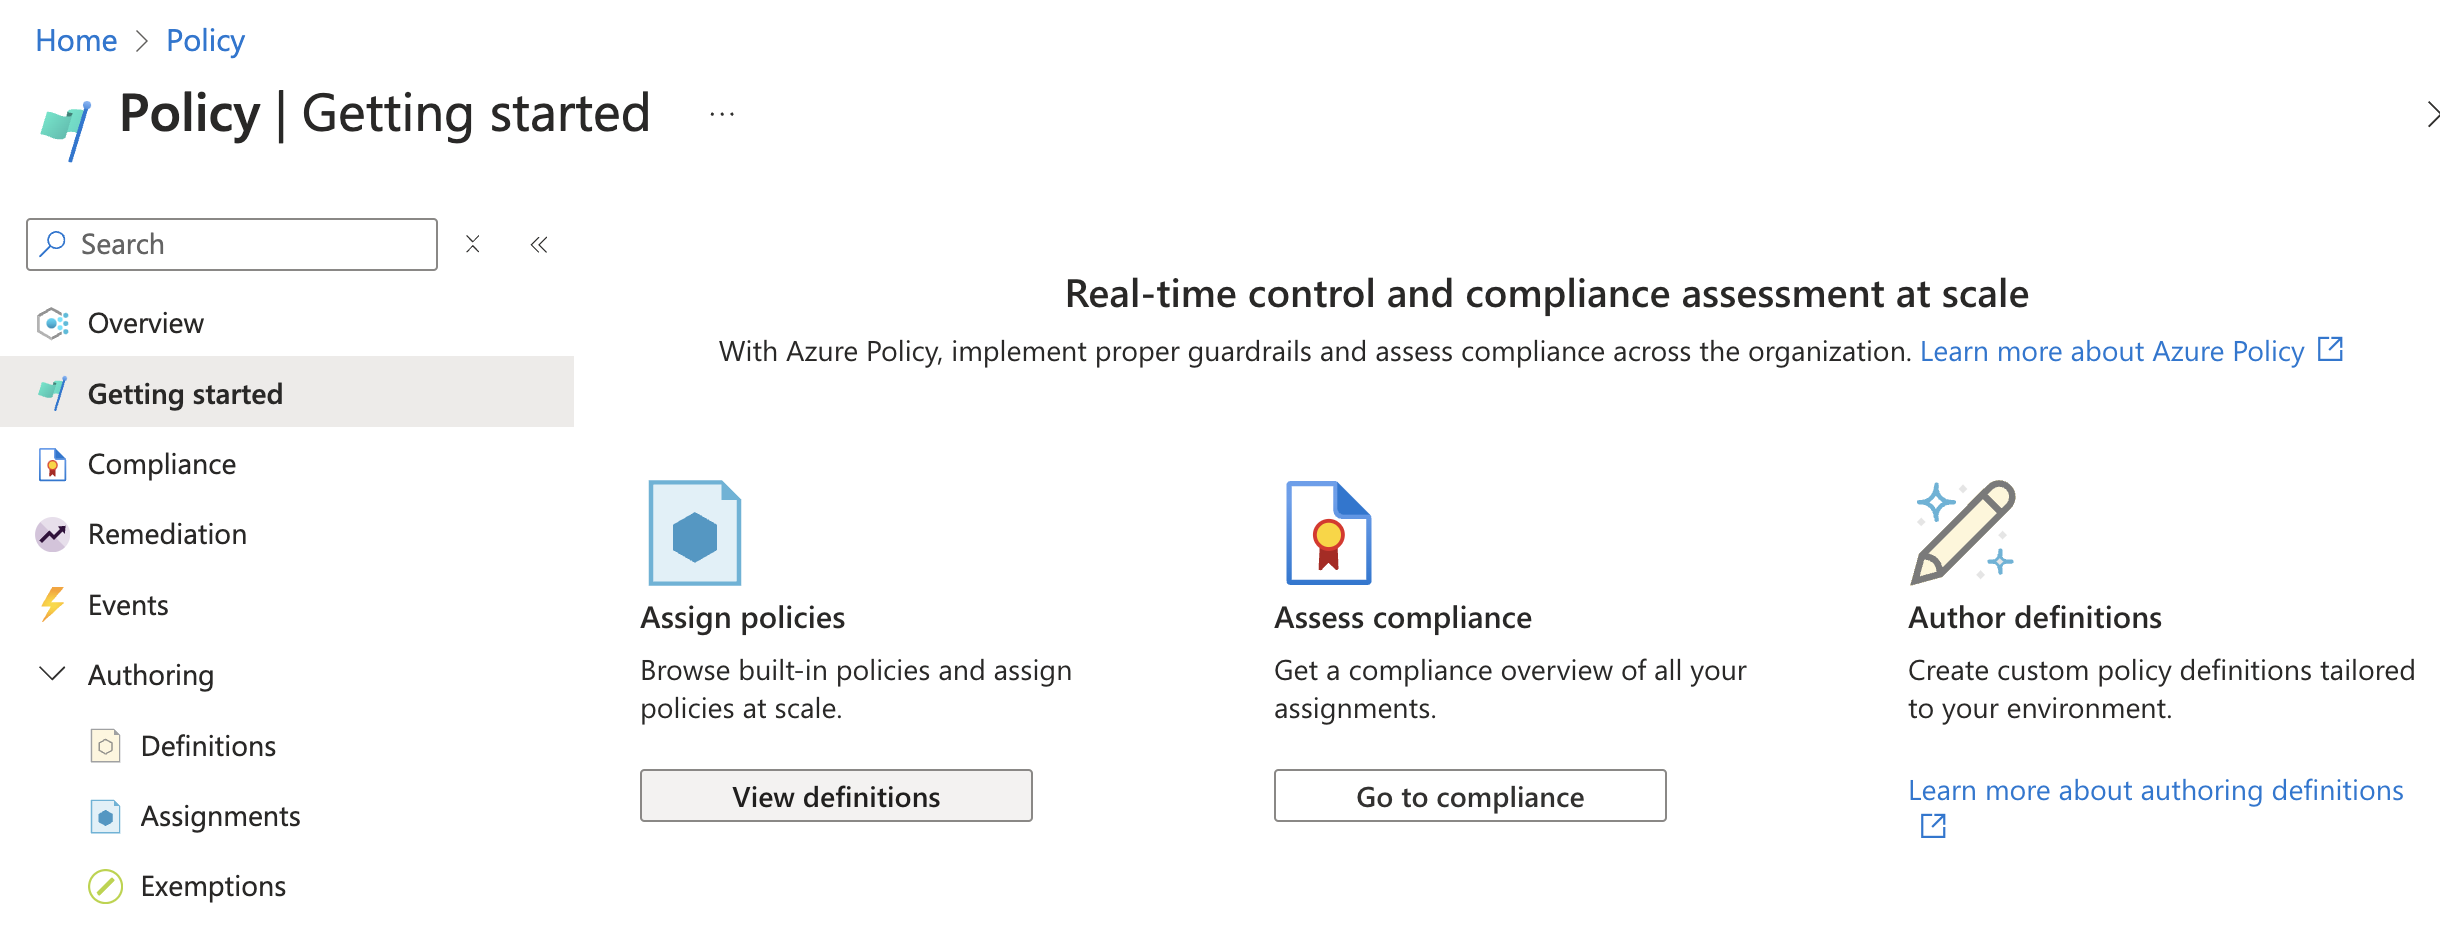 Home > Policy
Policy | Getting started ...
Search
Overview
Getting started
Compliance
Remediation
Events
Authoring
Definitions
Assignments
Exemptions
Real-time control and compliance assessment at scale
With Azure Policy, implement proper guardrails and assess compliance across the organization. Learn more about Azure Policy
Assign policies
Browse built-in policies and assign
policies at scale.
View definitions
Assess compliance
Get a compliance overview of all your
assignments.
Go to compliance
Author definitions
Create custom policy definitions tailored
to your environment.
Learn more about authoring definitions